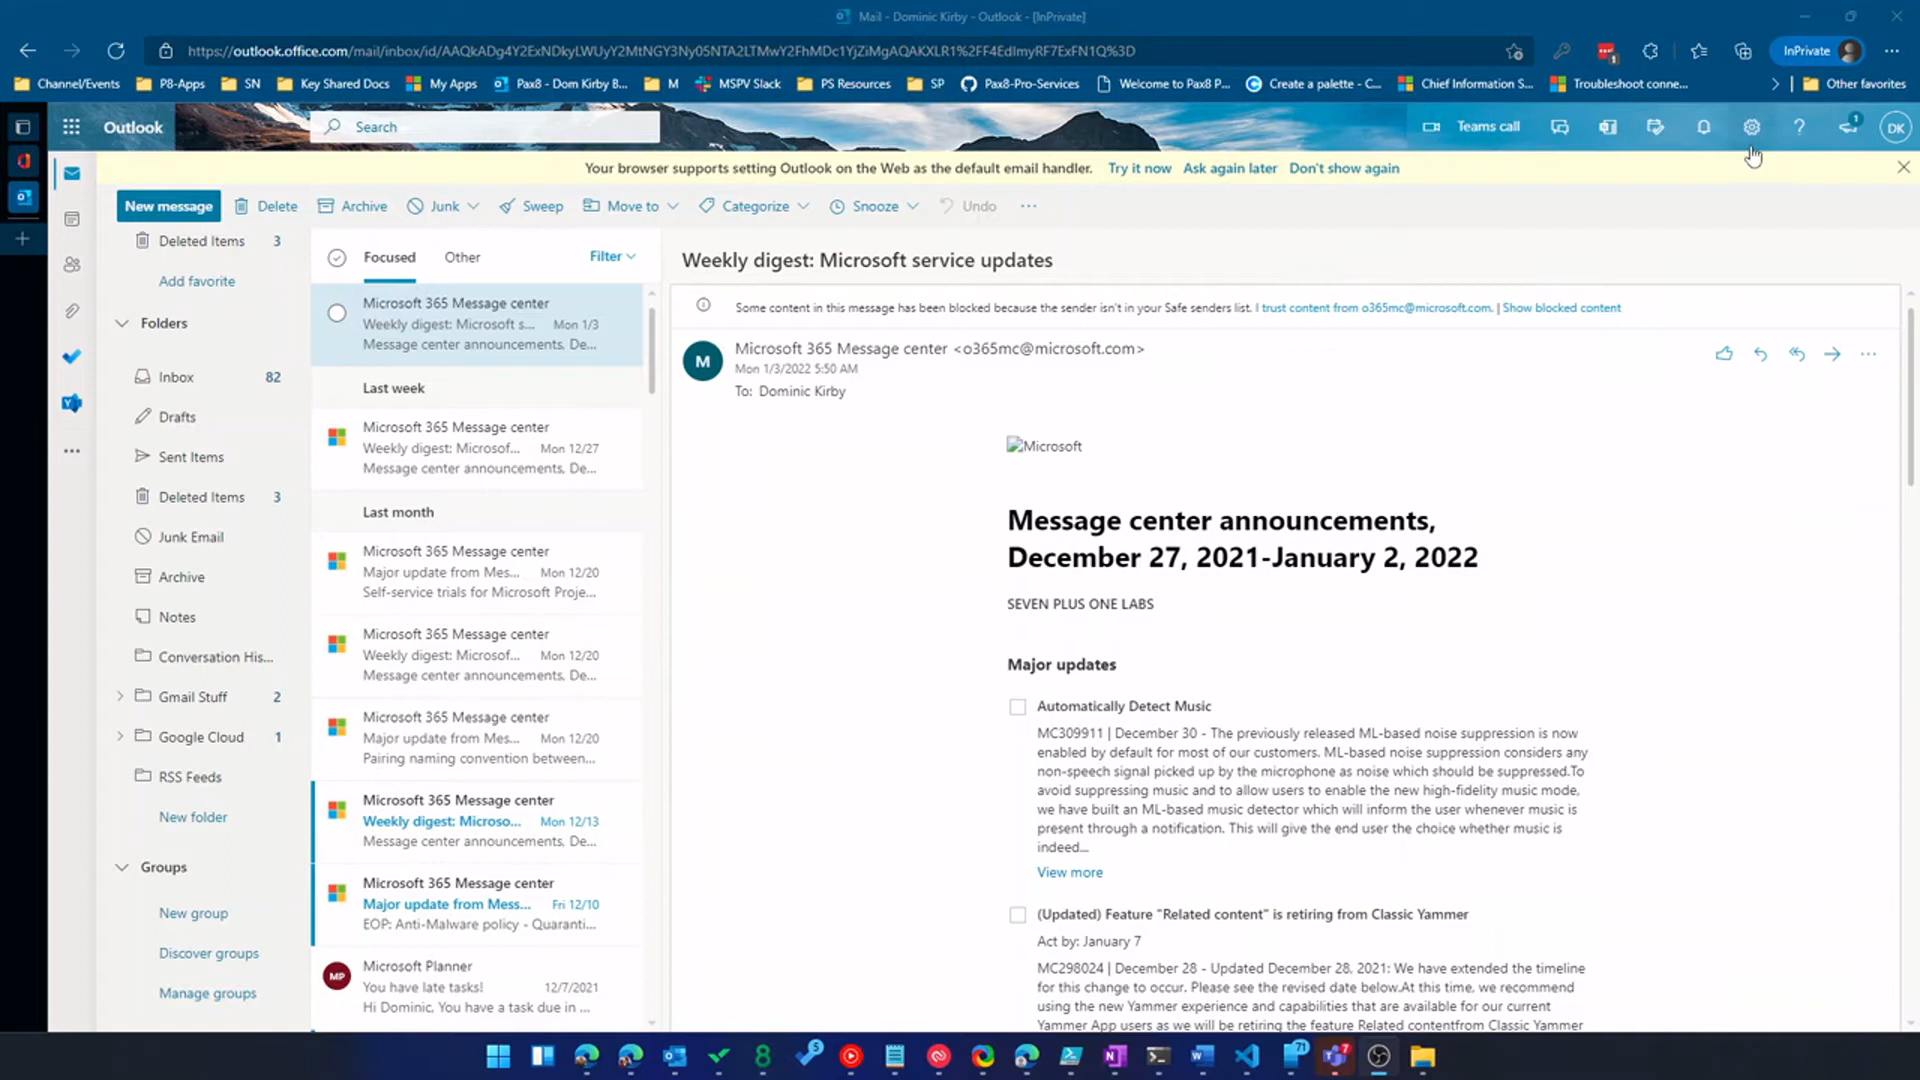 Mail - Dominic Kirby - Outlook - [InPrivate]
https://outlook.office.com/mail/inbox/id/AAQkADg4Y2ExNDkyLWUyY2MtNGY3Ny05NTA2LTMwY2FhMDc1YjZiMgAQAKXLR1%2FF4EdImyRF7ExFN1Q%3D
InPrivate
Channel/Events
P8-Apps
SN
Key Shared Docs
My Apps
Pax8 - Dom Kirby B...
M
MSPV Slack
PS Resources
SP
Pax8-Pro-Services
Welcome to Pax8 P...
Create a palette - C...
Chief Information S...
Troubleshoot conne...
Other favorites
Outlook
Search
Teams call
1
DK
Your browser supports setting Outlook on the Web as the default email handler. Try it now Ask again later Don't show again
New message
Delete
Archive
Junk
Sweep
Move to
Categorize
Snooze
Undo
Deleted Items 3
Add favorite
Folders
Inbox 82
Drafts
Sent Items
Deleted Items 3
Junk Email
Archive
Notes
Conversation His...
Gmail Stuff 2
Google Cloud 1
RSS Feeds
New folder
Groups
New group
Discover groups
Manage groups
Focused
Other
Filter
Microsoft 365 Message center
Weekly digest: Microsoft s... Mon 1/3
Message center announcements, De...
Last week
Microsoft 365 Message center
Weekly digest: Microsof... Mon 12/27
Message center announcements, De...
Last month
Microsoft 365 Message center
Major update from Mes... Mon 12/20
Self-service trials for Microsoft Proje...
Microsoft 365 Message center
Weekly digest: Microsof... Mon 12/20
Message center announcements, De...
Microsoft 365 Message center
Major update from Mes... Mon 12/20
Pairing naming convention between...
Microsoft 365 Message center
Weekly digest: Microso... Mon 12/13
Message center announcements, De...
Microsoft 365 Message center
Major update from Mess... Fri 12/10
EOP: Anti-Malware policy - Quaranti...
MP
Microsoft Planner
You have late tasks! 12/7/2021
Hi Dominic, You have a task due in ...
Weekly digest: Microsoft service updates
Some content in this message has been blocked because the sender isn't in your Safe senders list. I trust content from o365mc@microsoft.com. | Show blocked content
M
Microsoft 365 Message center <o365mc@microsoft.com>
Mon 1/3/2022 5:50 AM
To: Dominic Kirby
Microsoft
Message center announcements,
December 27, 2021-January 2, 2022
SEVEN PLUS ONE LABS
Major updates
Automatically Detect Music
MC309911 | December 30 - The previously released ML-based noise suppression is now
enabled by default for most of our customers. ML-based noise suppression considers any
non-speech signal picked up by the microphone as noise which should be suppressed.To
avoid suppressing music and to allow users to enable the new high-fidelity music mode,
we have built an ML-based music detector which will inform the user whenever music is
present through a notification. This will give the end user the choice whether music is
indeed...
View more
(Updated) Feature "Related content" is retiring from Classic Yammer
Act by: January 7
MC298024 | December 28 - Updated December 28, 2021: We have extended the timeline
for this change to occur. Please see the revised date below.At this time, we recommend
using the new Yammer experience and capabilities that are available for our current
Yammer App users as we will be retiring the feature Related contentfrom Classic Yammer
5
71
7